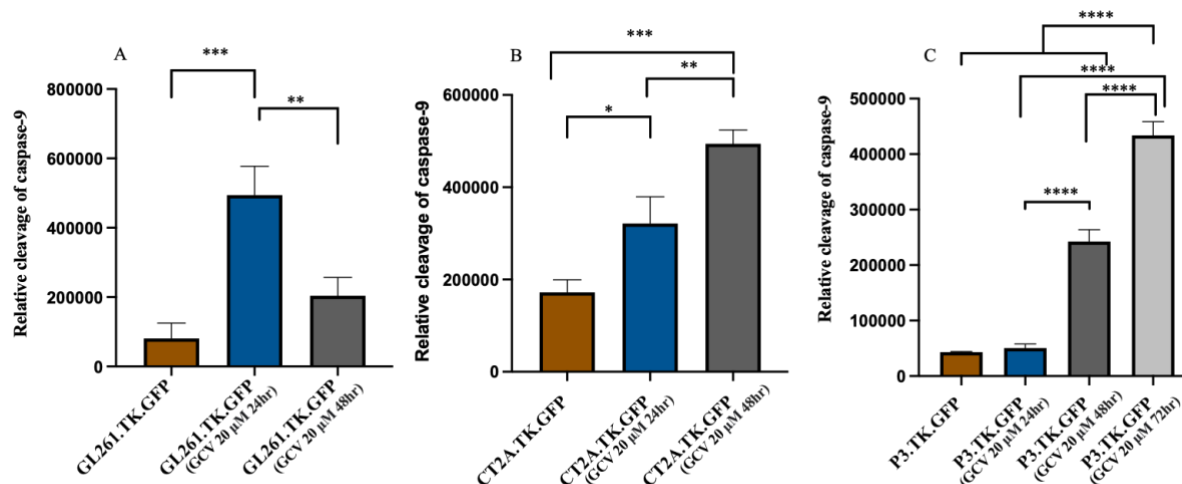 A
Relative cleavage of caspase-9
800000
600000
400000
200000
0
***
**
GL261.TK.GFP
GL261.TK.GFP
(GCV 20 µM 24hr)
GL261.TK.GFP
(GCV 20 µM 48hr)
B
Relative cleavage of caspase-9
600000
400000
200000
0
***
**
*
CT2A.TK.GFP
CT2A.TK.GFP
(GCV 20 µM 24hr)
CT2A.TK.GFP
(GCV 20 µM 48hr)
C
Relative cleavage of caspase-9
500000
400000
300000
200000
100000
0
****
****
****
****
P3.TK.GFP
P3.TK.GFP
(GCV 20 µM 24hr)
P3.TK.GFP
(GCV 20 µM 48hr)
P3.TK.GFP
(GCV 20 µM 72hr)